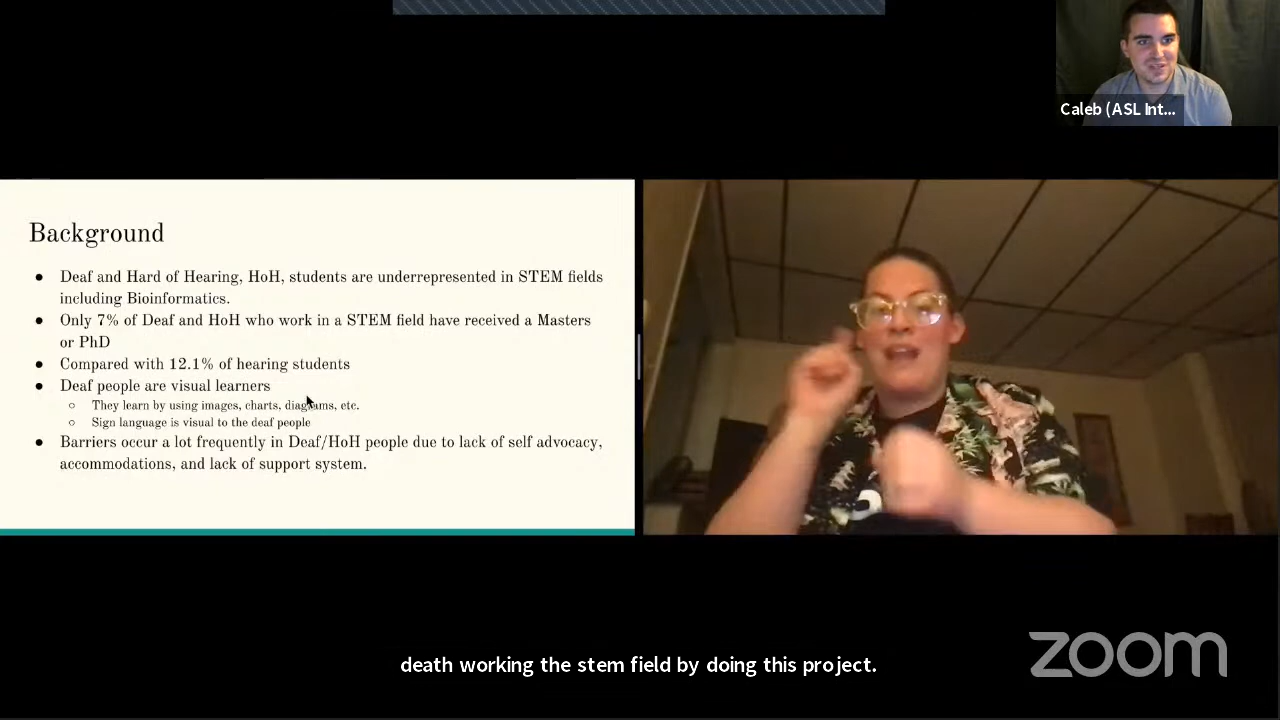 Caleb (ASL Int...
Background
● Deaf and Hard of Hearing, HoH, students are underrepresented in STEM fields
including Bioinformatics.
● Only 7% of Deaf and HoH who work in a STEM field have received a Masters
or PhD
● Compared with 12.1% of hearing students
● Deaf people are visual learners
○ They learn by using images, charts, diagrams, etc.
○ Sign language is visual to the deaf people
● Barriers occur a lot frequently in Deaf/HoH people due to lack of self advocacy,
accommodations, and lack of support system.
death working the stem field by doing this project.
zoom